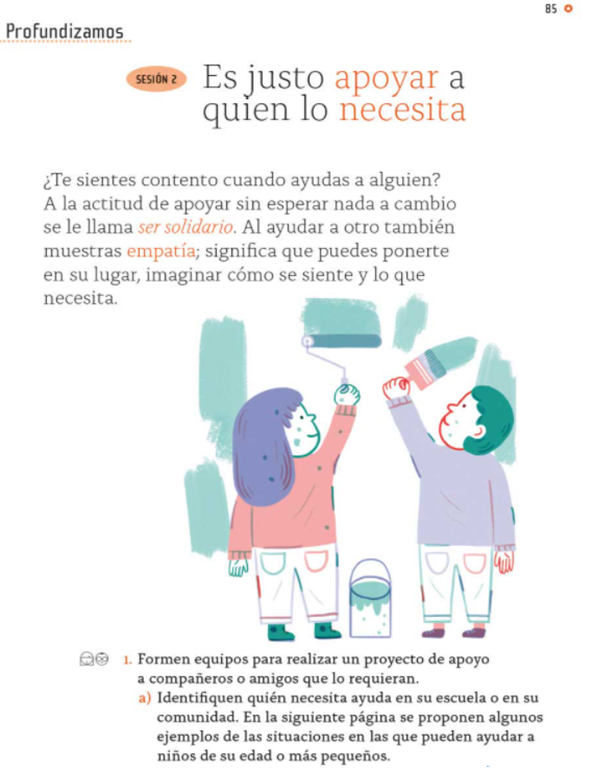 85
Profundizamos
SESIÓN 2
Es justo apoyar a
quien lo necesita
¿Te sientes contento cuando ayudas a alguien?
A la actitud de apoyar sin esperar nada a cambio
se le llama ser solidario. Al ayudar a otro también
muestras empatía; significa que puedes ponerte
en su lugar, imaginar cómo se siente y lo que
necesita.
1. Formen equipos para realizar un proyecto de apoyo
a compañeros o amigos que lo requieran.
a) Identifiquen quién necesita ayuda en su escuela o en su
comunidad. En la siguiente página se proponen algunos
ejemplos de las situaciones en las que pueden ayudar a
niños de su edad o más pequeños.